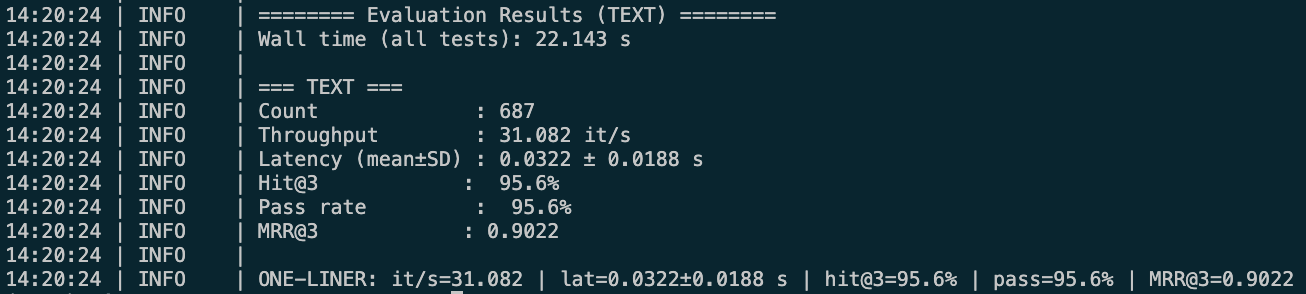 14:20:24 | INFO     | ======== Evaluation Results (TEXT) ========
14:20:24 | INFO     | Wall time (all tests): 22.143 s
14:20:24 | INFO     |
14:20:24 | INFO     | === TEXT ===
14:20:24 | INFO     | Count             : 687
14:20:24 | INFO     | Throughput        : 31.082 it/s
14:20:24 | INFO     | Latency (mean±SD) : 0.0322 ± 0.0188 s
14:20:24 | INFO     | Hit@3            :  95.6%
14:20:24 | INFO     | Pass rate         :  95.6%
14:20:24 | INFO     | MRR@3            : 0.9022
14:20:24 | INFO     |
14:20:24 | INFO     | ONE-LINER: it/s=31.082 | lat=0.0322±0.0188 s | hit@3=95.6% | pass=95.6% | MRR@3=0.9022